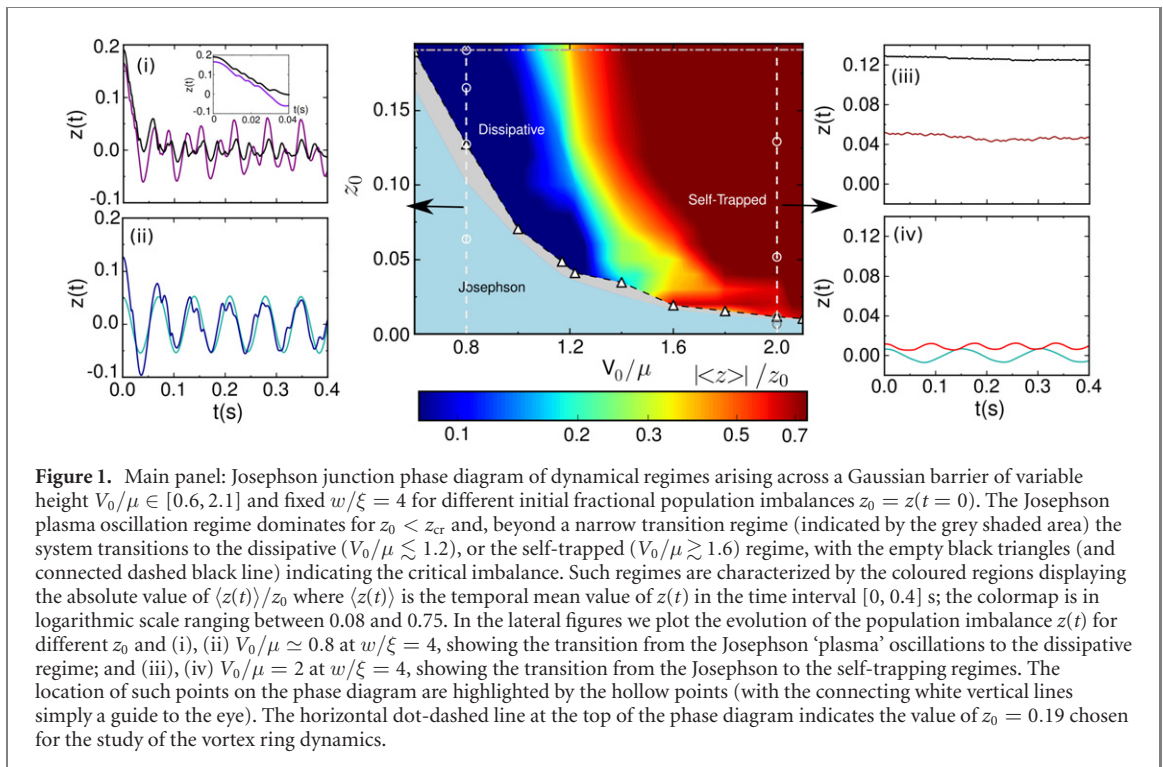 0.2
(i)
0.2
0.1
0
-0.1
z(t)
0
0.02
0.04
t(s)
0.1
0.0
-0.1
z(t)
(ii)
0.2
0.1
0.0
-0.1
z(t)
0.0
0.1
0.2
0.3
0.4
t(s)
0.15
0.10
0.05
0.00
z₀
Dissipative
Self-Trapped
Josephson
0.8
1.2
1.6
2.0
V₀/μ
|<z>|/z₀
0.1
0.2
0.3
0.5
0.7
(iii)
0.12
0.08
0.04
0.00
z(t)
(iv)
0.12
0.08
0.04
0.00
z(t)
0.0
0.1
0.2
0.3
0.4
t(s)
Figure 1. Main panel: Josephson junction phase diagram of dynamical regimes arising across a Gaussian barrier of variable
height V₀/μ ∈ [0.6, 2.1] and fixed w/ξ = 4 for different initial fractional population imbalances z₀ = z(t = 0). The Josephson
plasma oscillation regime dominates for z₀ < z_cr and, beyond a narrow transition regime (indicated by the grey shaded area) the
system transitions to the dissipative (V₀/μ ≲ 1.2), or the self-trapped (V₀/μ ≳ 1.6) regime, with the empty black triangles (and
connected dashed black line) indicating the critical imbalance. Such regimes are characterized by the coloured regions displaying
the absolute value of ⟨z(t)⟩/z₀ where ⟨z(t)⟩ is the temporal mean value of z(t) in the time interval [0, 0.4] s; the colormap is in
logarithmic scale ranging between 0.08 and 0.75. In the lateral figures we plot the evolution of the population imbalance z(t) for
different z₀ and (i), (ii) V₀/μ ≃ 0.8 at w/ξ = 4, showing the transition from the Josephson ‘plasma’ oscillations to the dissipative
regime; and (iii), (iv) V₀/μ = 2 at w/ξ = 4, showing the transition from the Josephson to the self-trapping regimes. The
location of such points on the phase diagram are highlighted by the hollow points (with the connecting white vertical lines
simply a guide to the eye). The horizontal dot-dashed line at the top of the phase diagram indicates the value of z₀ = 0.19 chosen
for the study of the vortex ring dynamics.